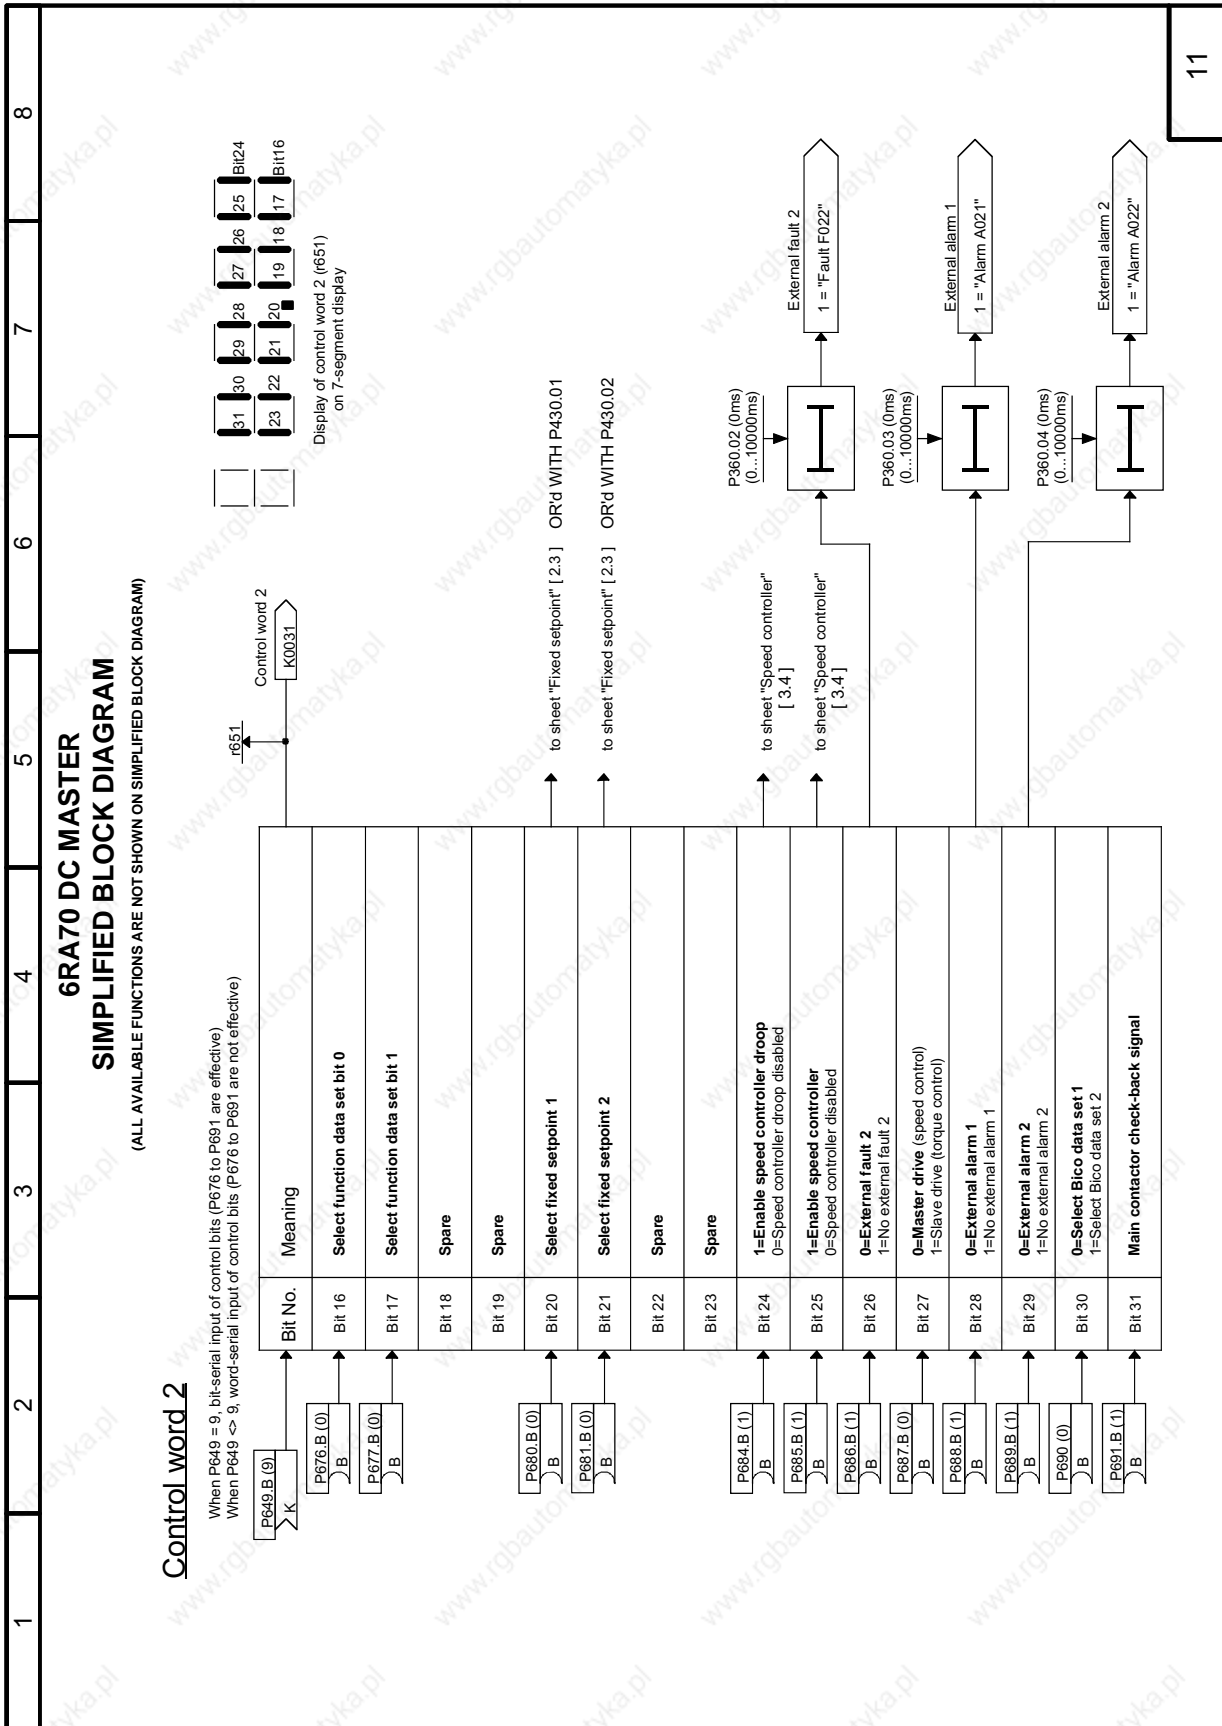 1 2 3 4 5 6 7 8
6RA70 DC MASTER
SIMPLIFIED BLOCK DIAGRAM
(ALL AVAILABLE FUNCTIONS ARE NOT SHOWN ON SIMPLIFIED BLOCK DIAGRAM)
Control word 2
When P649 = 9, bit-serial input of control bits (P676 to P691 are effective)
When P649 <> 9, word-serial input of control bits (P676 to P691 are not effective)
31 30 29 28 27 26 25 Bit24
23 22 21 20 19 18 17 Bit16
Display of control word 2 (r651)
on 7-segment display
r651
Control word 2
K0031
P649.B (9)
K
Bit No. Meaning
P676.B (0)
B
Bit 16 Select function data set bit 0
P677.B (0)
B
Bit 17 Select function data set bit 1
Bit 18 Spare
Bit 19 Spare
P680.B (0)
B
Bit 20 Select fixed setpoint 1
to sheet "Fixed setpoint" [ 2.3 ] OR'd WITH P430.01
P681.B (0)
B
Bit 21 Select fixed setpoint 2
to sheet "Fixed setpoint" [ 2.3 ] OR'd WITH P430.02
Bit 22 Spare
Bit 23 Spare
P684.B (1)
B
Bit 24 1=Enable speed controller droop
0=Speed controller droop disabled
to sheet "Speed controller"
[ 3.4 ]
P685.B (1)
B
Bit 25 1=Enable speed controller
0=Speed controller disabled
to sheet "Speed controller"
[ 3.4 ]
P686.B (1)
B
Bit 26 0=External fault 2
1=No external fault 2
P360.02 (0ms)
(0...10000ms)
External fault 2
1 = "Fault F022"
P687.B (0)
B
Bit 27 0=Master drive (speed control)
1=Slave drive (torque control)
P688.B (1)
B
Bit 28 0=External alarm 1
1=No external alarm 1
P360.03 (0ms)
(0...10000ms)
External alarm 1
1 = "Alarm A021"
P689.B (1)
B
Bit 29 0=External alarm 2
1=No external alarm 2
P360.04 (0ms)
(0...10000ms)
External alarm 2
1 = "Alarm A022"
P690 (0)
B
Bit 30 0=Select Bico data set 1
1=Select Bico data set 2
P691.B (1)
B
Bit 31 Main contactor check-back signal
11
www.rgbautomatyka.pl